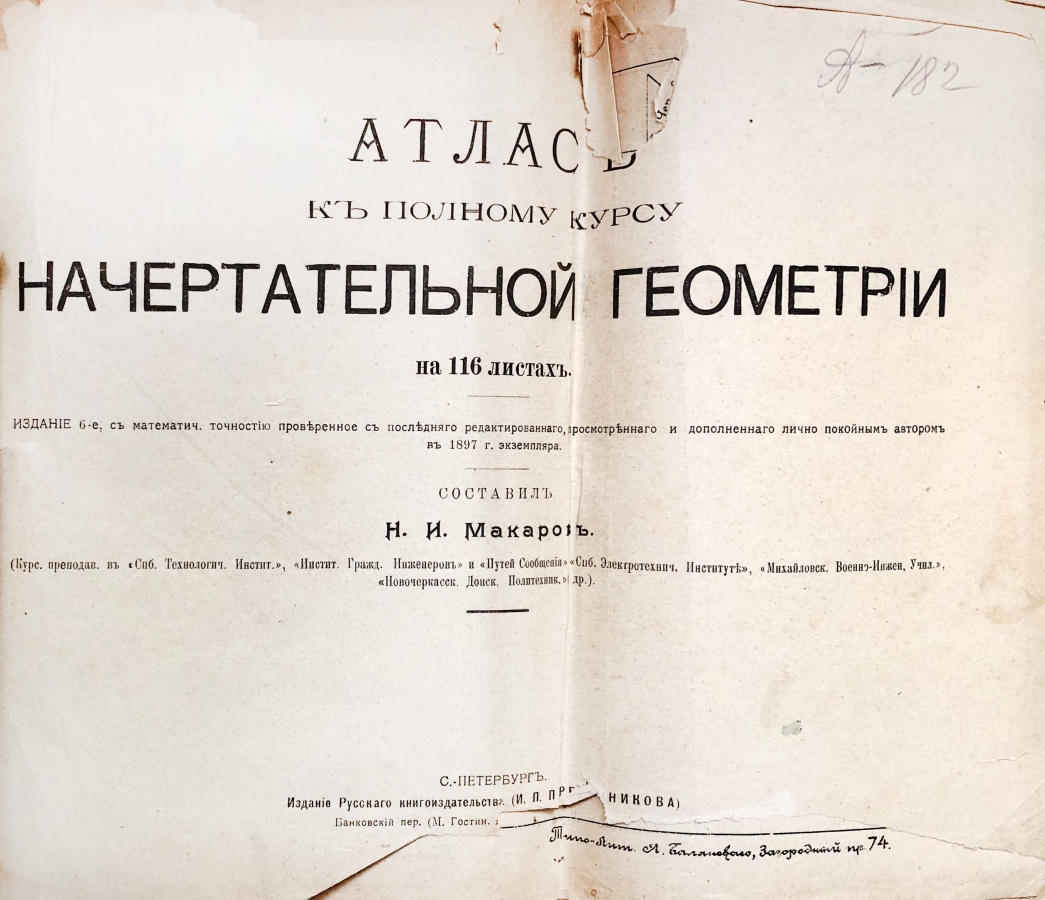 А- 182
АТЛАСЪ
КЪ ПОЛНОМУ КУРСУ
НАЧЕРТАТЕЛЬНОЙ ГЕОМЕТРІИ
на 116 листахъ.
ИЗДАНІЕ 6-е, съ математич. точностію провѣренное съ послѣдняго редактированнаго, просмотрѣннаго и дополненнаго лично покойнымъ авторомъ
въ 1897 г. экземпляра.
СОСТАВИЛЪ
Н. И. Макаровъ.
(Курс. преподав. въ «Спб. Технологич. Инстит.», «Инстит. Гражд. Инженеровъ» и «Путей Сообщенія» «Спб. Электротехнич. Институтѣ», «Михайловск. Военно-Инжен, Учил.»,
«Новочеркасск. Донск. Политехник.» др.).
С.-ПЕТЕРБУРГЪ.
Изданіе Русскаго книгоиздательства (И. П.
Банковскій пер. (М. Гостин.
Типо-Лит. Я. Балянского, Загородный пр 74.